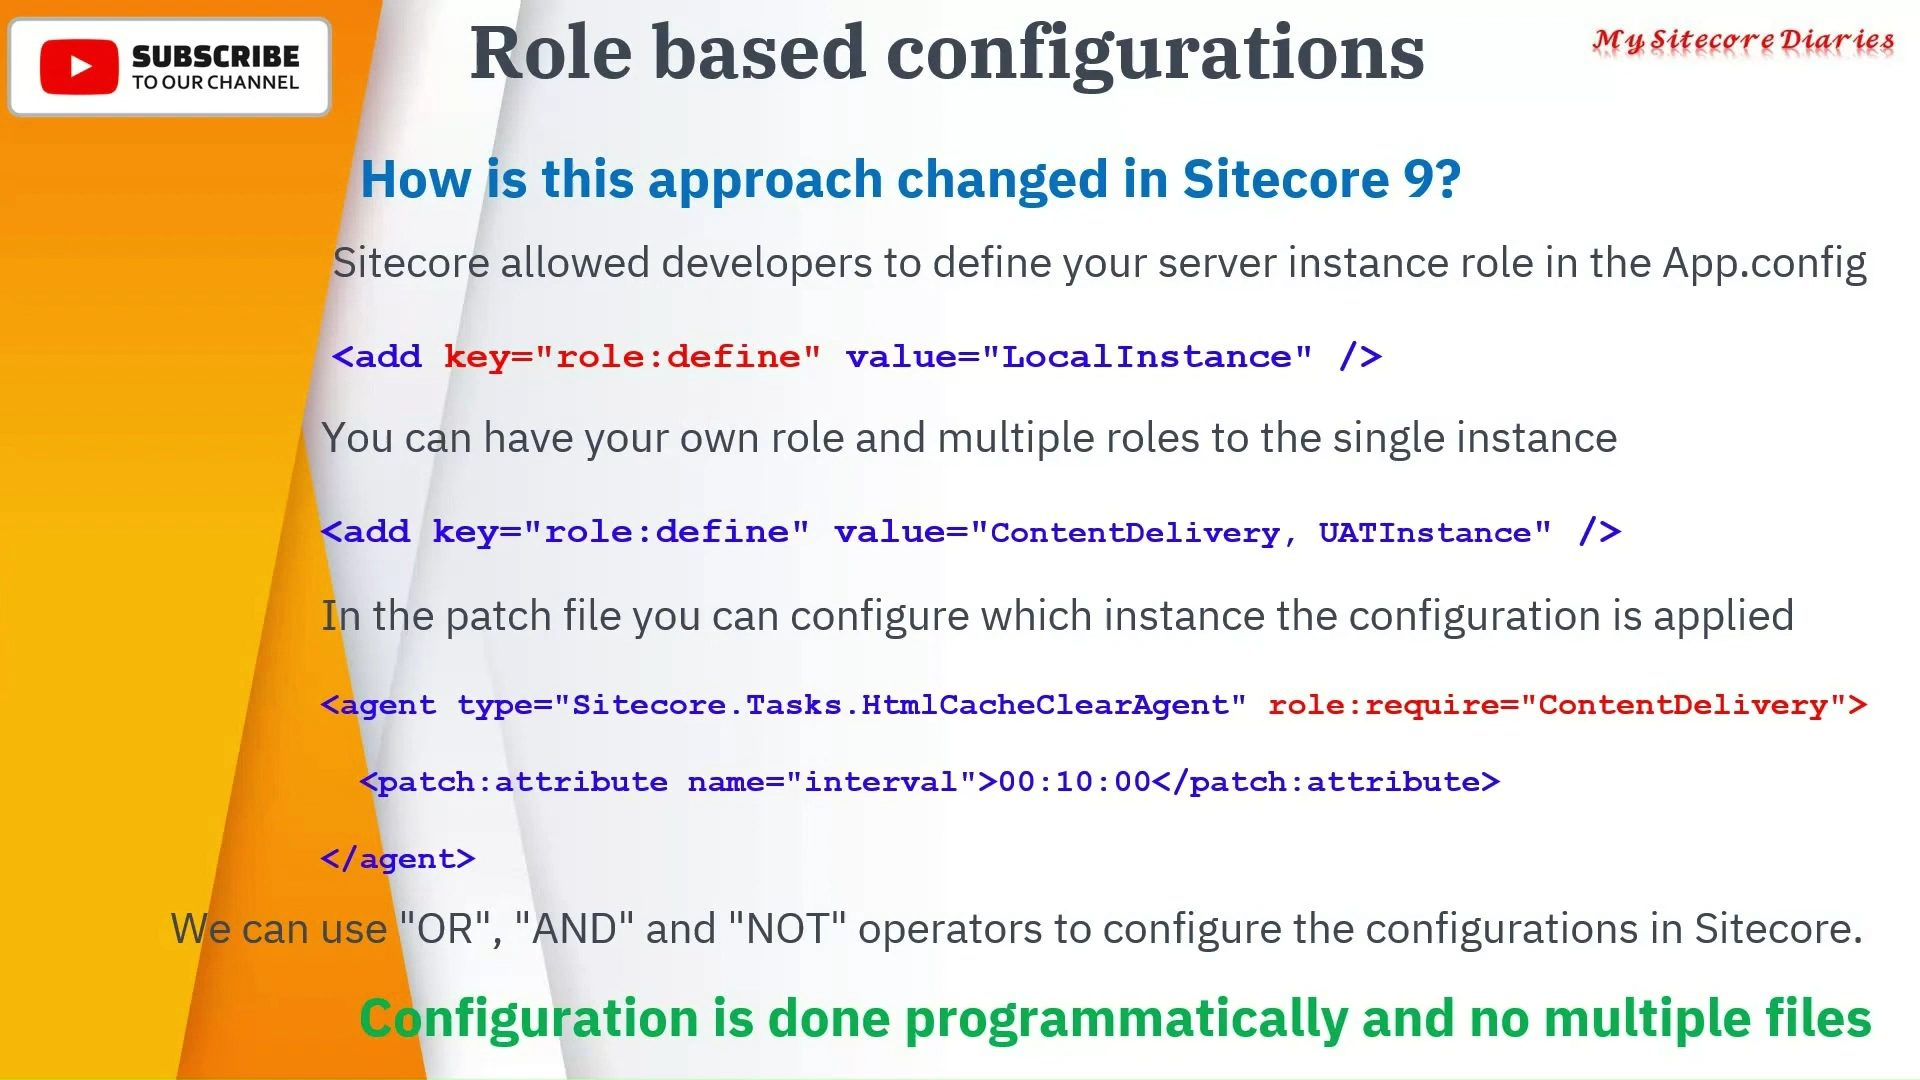 SUBSCRIBE
TO OUR CHANNEL
Role based configurations
My Sitecore Diaries
How is this approach changed in Sitecore 9?
Sitecore allowed developers to define your server instance role in the App.config
<add key="role:define" value="LocalInstance" />
You can have your own role and multiple roles to the single instance
<add key="role:define" value="ContentDelivery, UATInstance" />
In the patch file you can configure which instance the configuration is applied
<agent type="Sitecore.Tasks.HtmlCacheClearAgent" role:require="ContentDelivery">
<patch:attribute name="interval">00:10:00</patch:attribute>
</agent>
We can use "OR", "AND" and "NOT" operators to configure the configurations in Sitecore.
Configuration is done programmatically and no multiple files